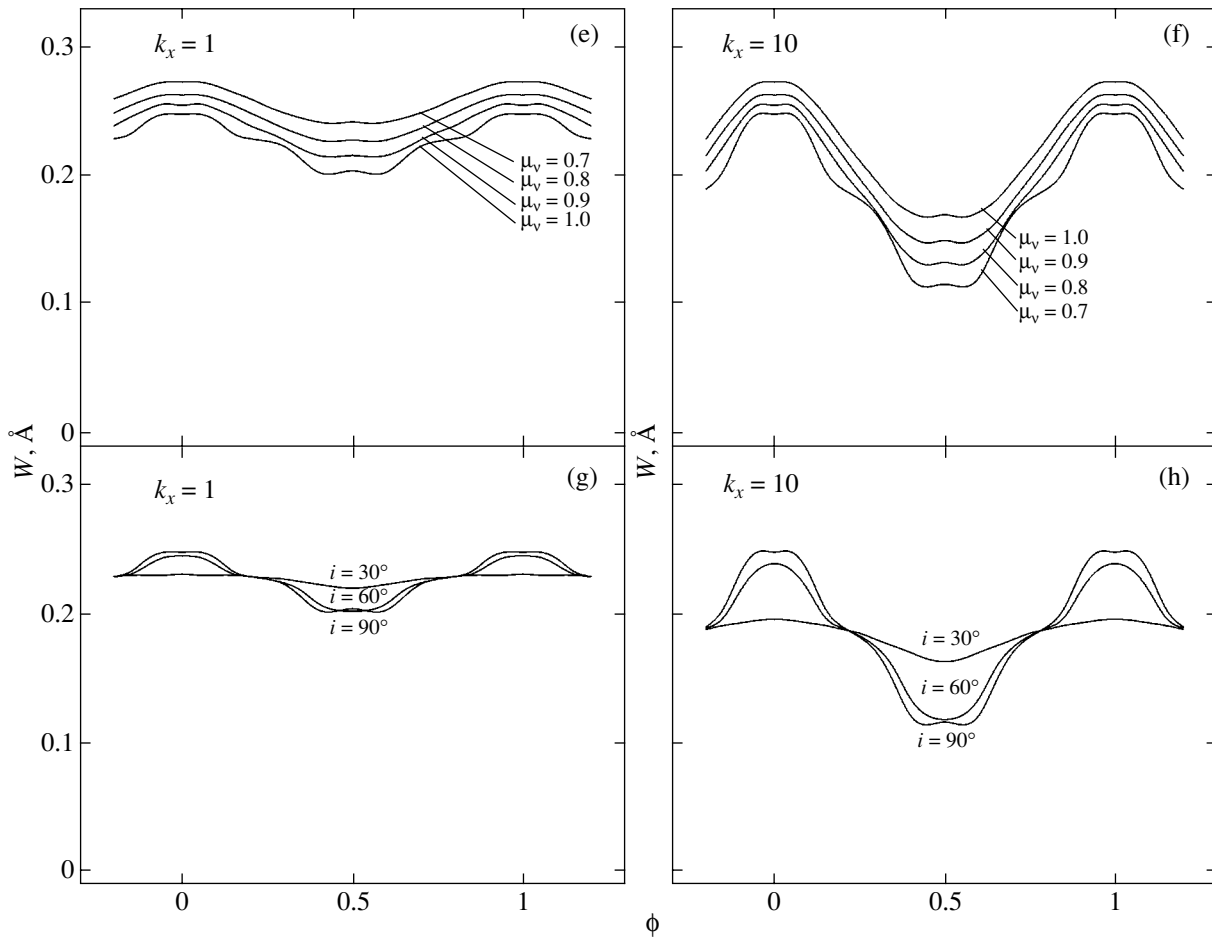 (e)
k_x = 1
0.3
0.2
0.1
0
μ_ν = 0.7
μ_ν = 0.8
μ_ν = 0.9
μ_ν = 1.0
(f)
k_x = 10
μ_ν = 1.0
μ_ν = 0.9
μ_ν = 0.8
μ_ν = 0.7
W, Å
W, Å
(g)
k_x = 1
0.3
0.2
0.1
0
i = 30°
i = 60°
i = 90°
0
0.5
1
(h)
k_x = 10
i = 30°
i = 60°
i = 90°
0
0.5
1
ϕ